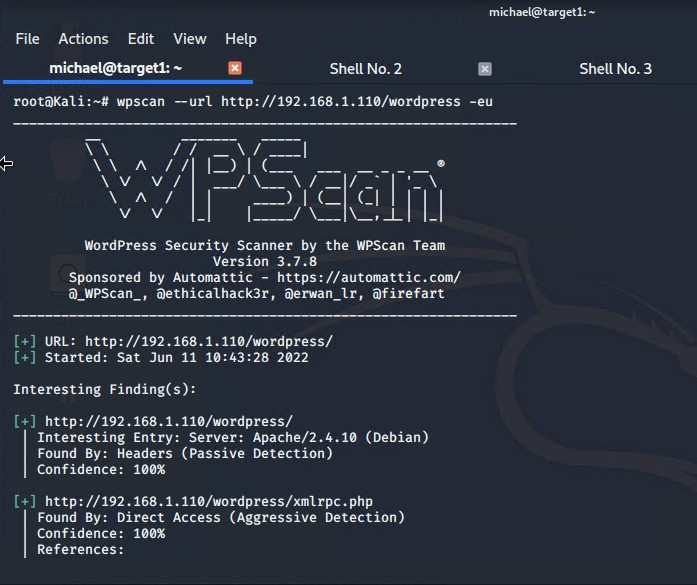 michael@target1: ~
File Actions Edit View Help
michael@target1: ~ Shell No. 2 Shell No. 3
root@Kali:~# wpscan --url http://192.168.1.110/wordpress -eu
WPScan®
WordPress Security Scanner by the WPScan Team
Version 3.7.8
Sponsored by Automattic - https://automattic.com/
@_WPScan_, @ethicalhack3r, @erwan_lr, @firefart
[+] URL: http://192.168.1.110/wordpress/
[+] Started: Sat Jun 11 10:43:28 2022
Interesting Finding(s):
[+] http://192.168.1.110/wordpress/
| Interesting Entry: Server: Apache/2.4.10 (Debian)
| Found By: Headers (Passive Detection)
| Confidence: 100%
[+] http://192.168.1.110/wordpress/xmlrpc.php
| Found By: Direct Access (Aggressive Detection)
| Confidence: 100%
| References: